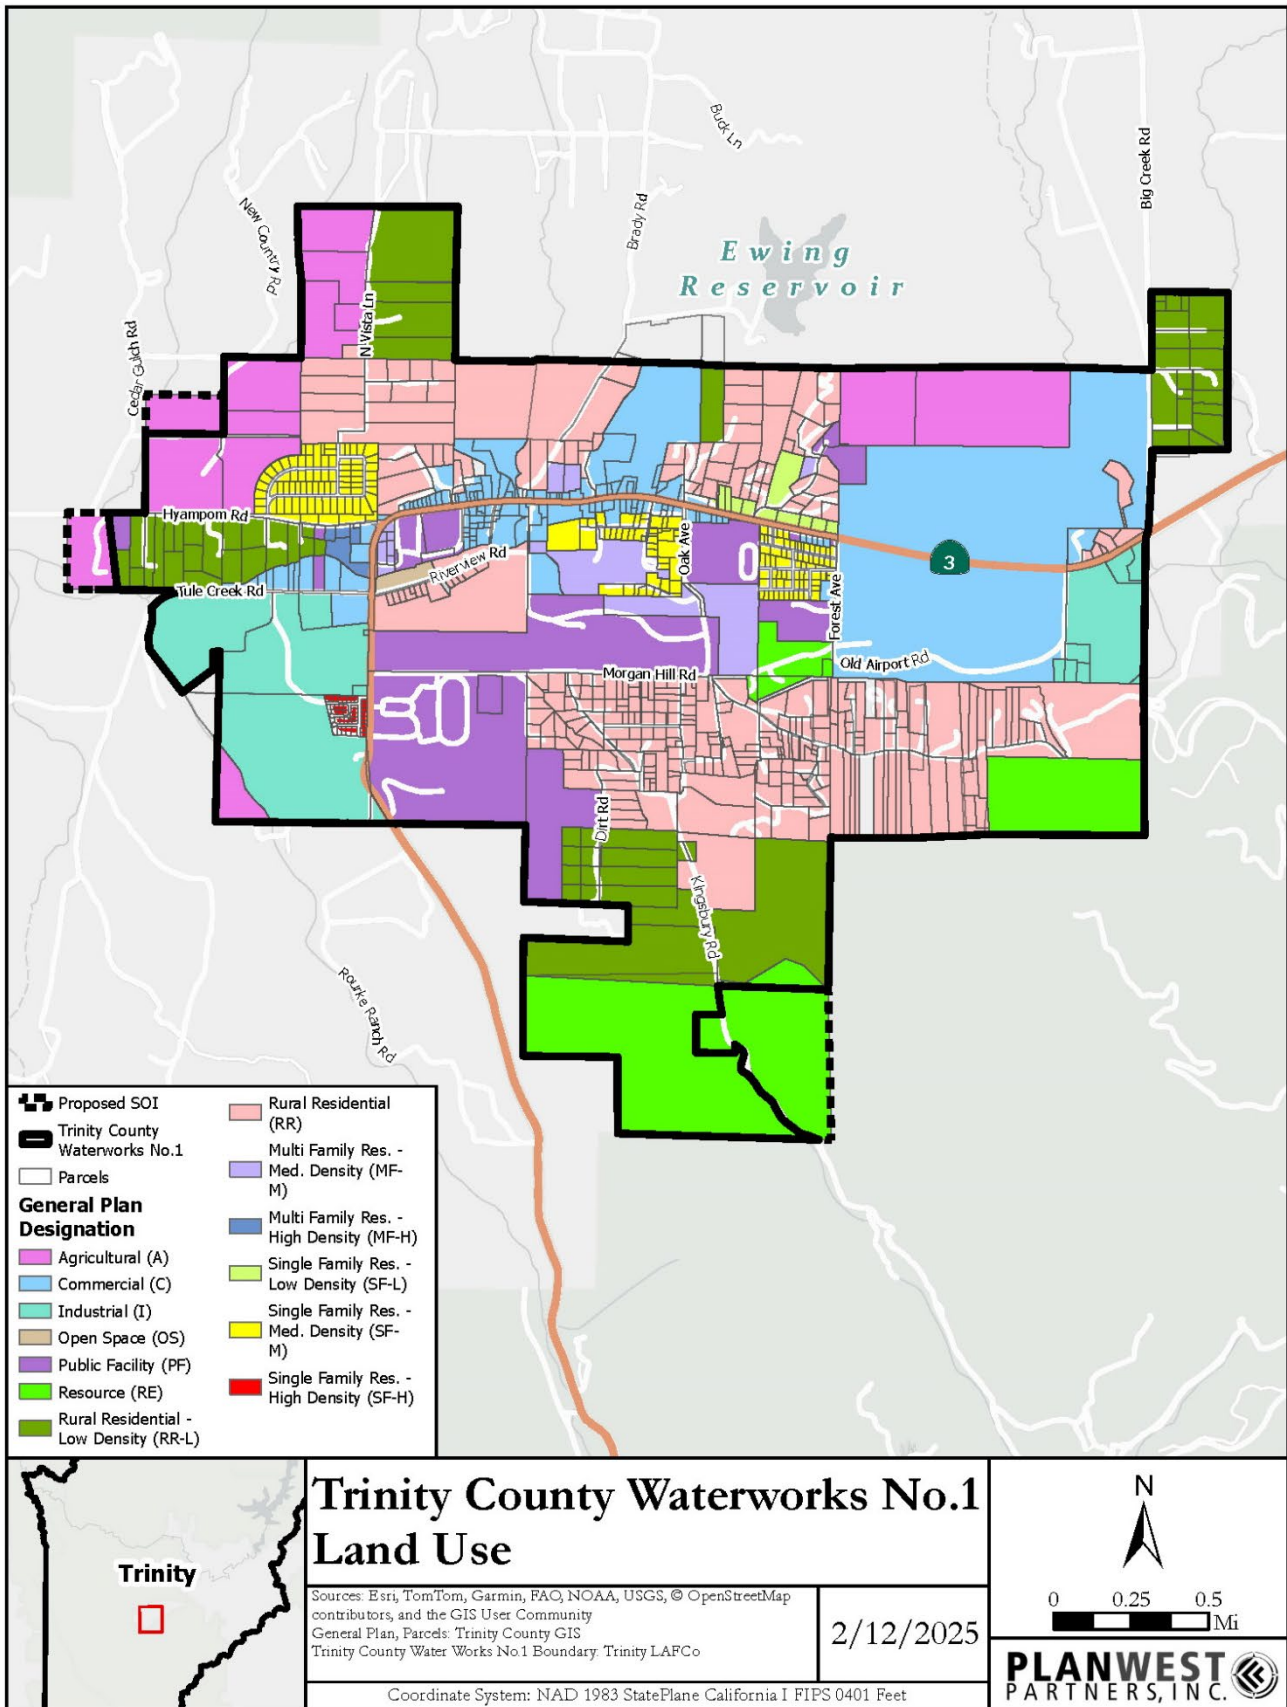 Buck Ln
Big Creek Rd
New Country Rd
Brady Rd
Ewing
Reservoir
N Vista Ln
Cedar Gulch Rd
Hyampom Rd
Oak Ave
Riverview Rd
3
Tule Creek Rd
Forest Ave
Old Airport Rd
Morgan Hill Rd
Dirt Rd
Kingsbury Rd
Rourke Ranch Rd
Proposed SOI
Trinity County
Waterworks No.1
Parcels
General Plan
Designation
Agricultural (A)
Commercial (C)
Industrial (I)
Open Space (OS)
Public Facility (PF)
Resource (RE)
Rural Residential -
Low Density (RR-L)
Rural Residential
(RR)
Multi Family Res. -
Med. Density (MF-
M)
Multi Family Res. -
High Density (MF-H)
Single Family Res. -
Low Density (SF-L)
Single Family Res. -
Med. Density (SF-
M)
Single Family Res. -
High Density (SF-H)
Trinity
Trinity County Waterworks No.1
Land Use
Sources: Esri, TomTom, Garmin, FAO, NOAA, USGS, © OpenStreetMap
contributors, and the GIS User Community
General Plan, Parcels: Trinity County GIS
Trinity County Water Works No.1 Boundary: Trinity LAFCo
2/12/2025
Coordinate System: NAD 1983 StatePlane California I FIPS 0401 Feet
N
0 0.25 0.5
Mi
PLANWEST
PARTNERS, INC.